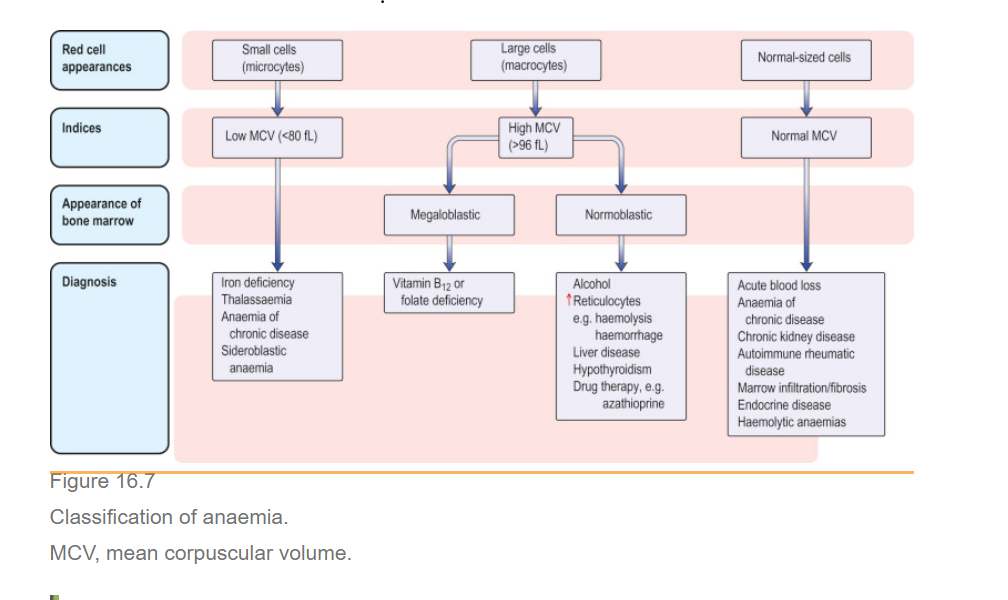 Red cell
appearances
Small cells
(microcytes)
Large cells
(macrocytes)
Normal-sized cells
Indices
Low MCV (<80 fL)
High MCV
(>96 fL)
Normal MCV
Appearance of
bone marrow
Megaloblastic
Normoblastic
Diagnosis
Iron deficiency
Thalassaemia
Anaemia of
chronic disease
Sideroblastic
anaemia
Vitamin B12 or
folate deficiency
Alcohol
↑Reticulocytes
e.g. haemolysis
haemorrhage
Liver disease
Hypothyroidism
Drug therapy, e.g.
azathioprine
Acute blood loss
Anaemia of
chronic disease
Chronic kidney disease
Autoimmune rheumatic
disease
Marrow infiltration/fibrosis
Endocrine disease
Haemolytic anaemias
Figure 16.7
Classification of anaemia.
MCV, mean corpuscular volume.